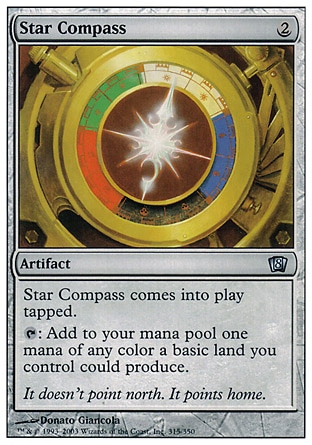 Star Compass 2
Artifact 8
Star Compass comes into play
tapped.
: Add to your mana pool one
mana of any color a basic land you
control could produce.
It doesn't point north. It points home.
Donato Giancola
™ & © 1993–2003 Wizards of the Coast, Inc. 315/350